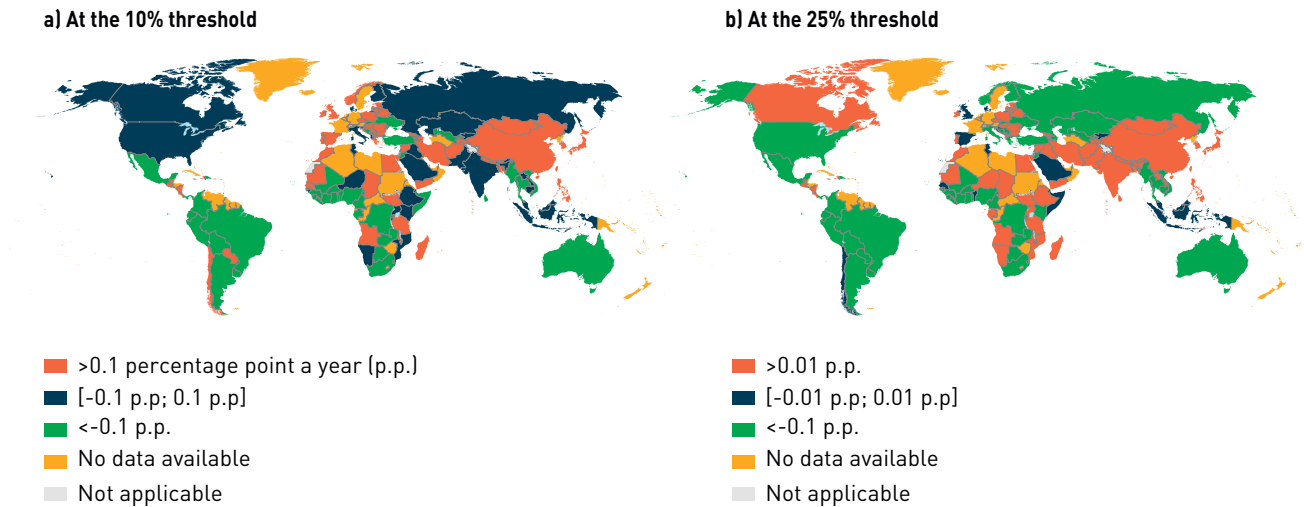 a) At the 10% threshold
>0.1 percentage point a year (p.p.)
[-0.1 p.p; 0.1 p.p]
<-0.1 p.p.
No data available
Not applicable
b) At the 25% threshold
>0.01 p.p.
[-0.01 p.p; 0.01 p.p]
<-0.1 p.p.
No data available
Not applicable